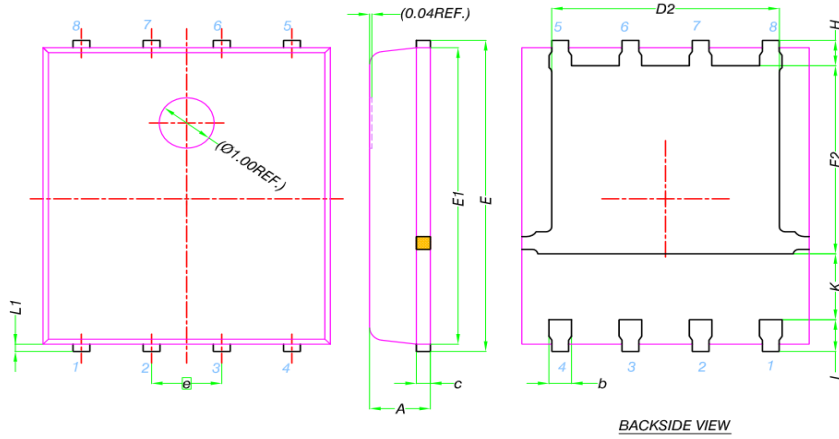 8 7 6 5
(Ø1.00REF.)
L1
1 2 3 4
e
(0.04REF.)
E1
E
A
c
D2
5 6 7 8
H
E2
K
4 3 2 1
b
L
BACKSIDE VIEW